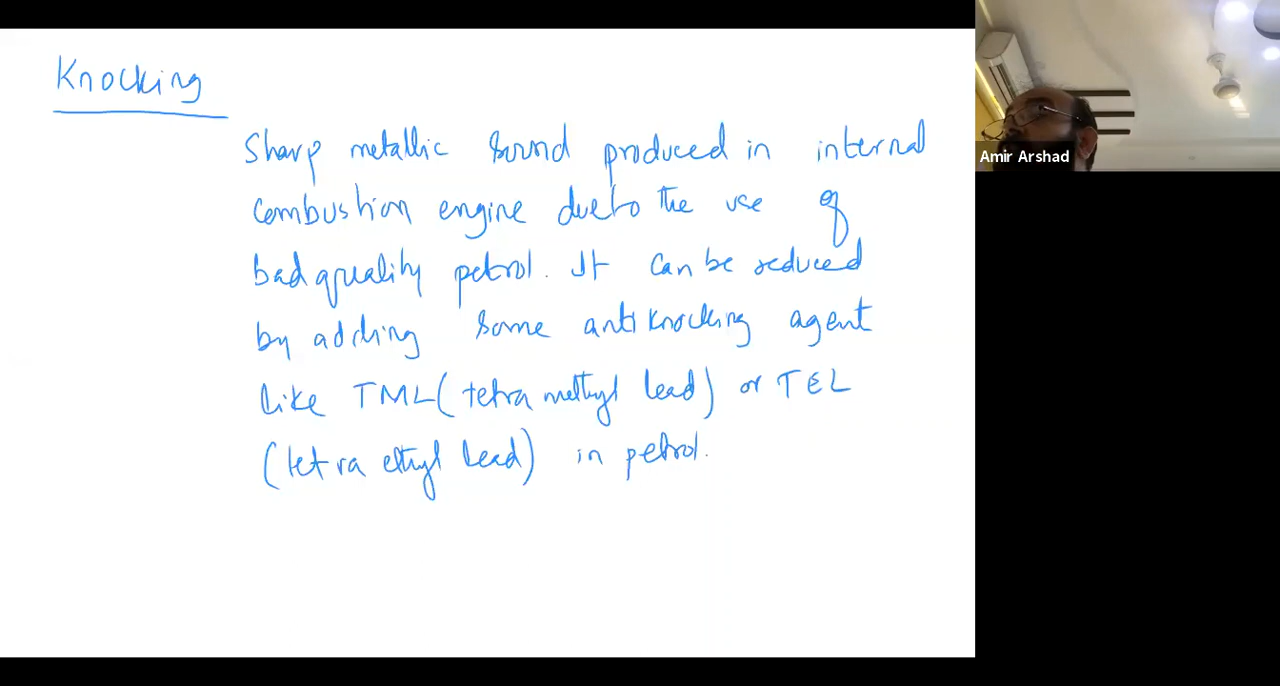 Knocking
Sharp metallic sound produced in internal
combustion engine due to the use of
bad quality petrol. It can be reduced
by adding some antiknocking agent
like TML (tetra methyl lead) or TEL
(tetra ethyl lead) in petrol.
Amir Arshad